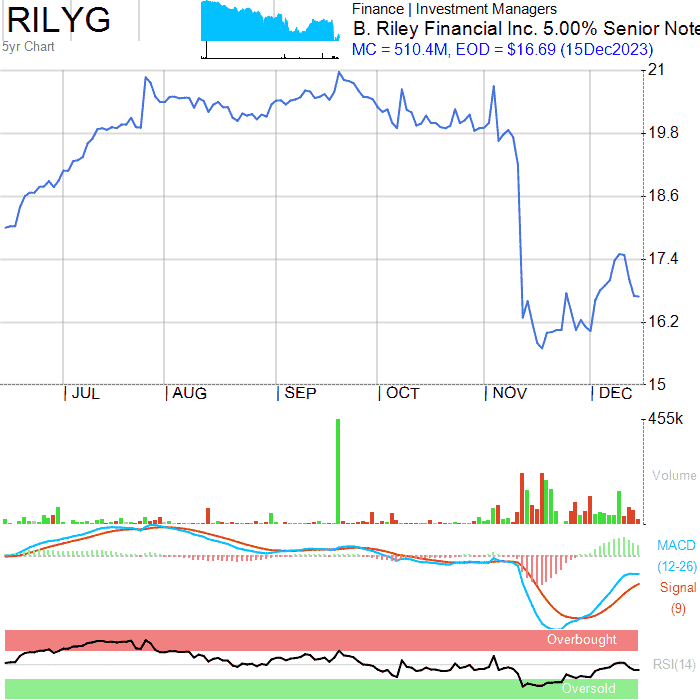 RILYG
5yr Chart
Finance | Investment Managers
B. Riley Financial Inc. 5.00% Senior Note
MC = 510.4M, EOD = $16.69 (15Dec2023)
21
19.8
18.6
17.4
16.2
15
JUL AUG SEP OCT NOV DEC
455k
Volume
MACD
(12-26)
Signal
(9)
Overbought
RSI(14)
Oversold